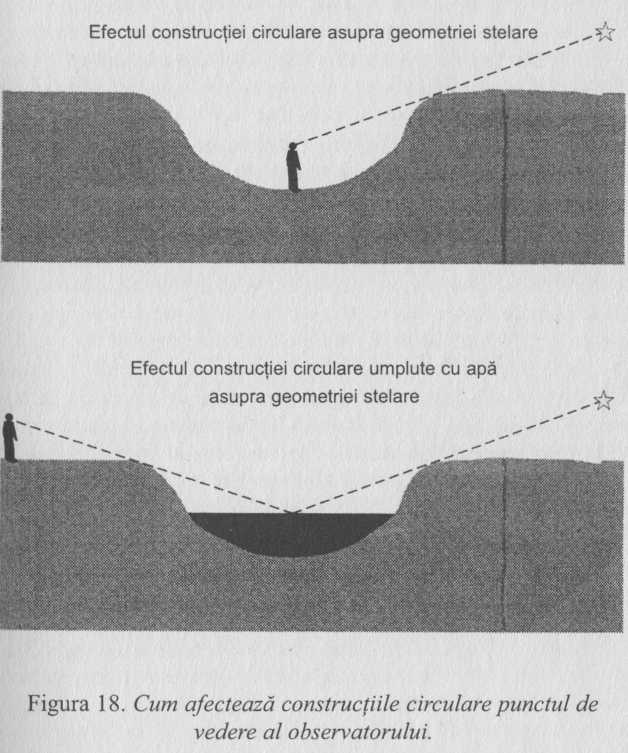 Efectul construcției circulare asupra geometriei stelare
Efectul construcției circulare umplute cu apă
asupra geometriei stelare
Figura 18. Cum afectează construcțiile circulare punctul de
vedere al observatorului.